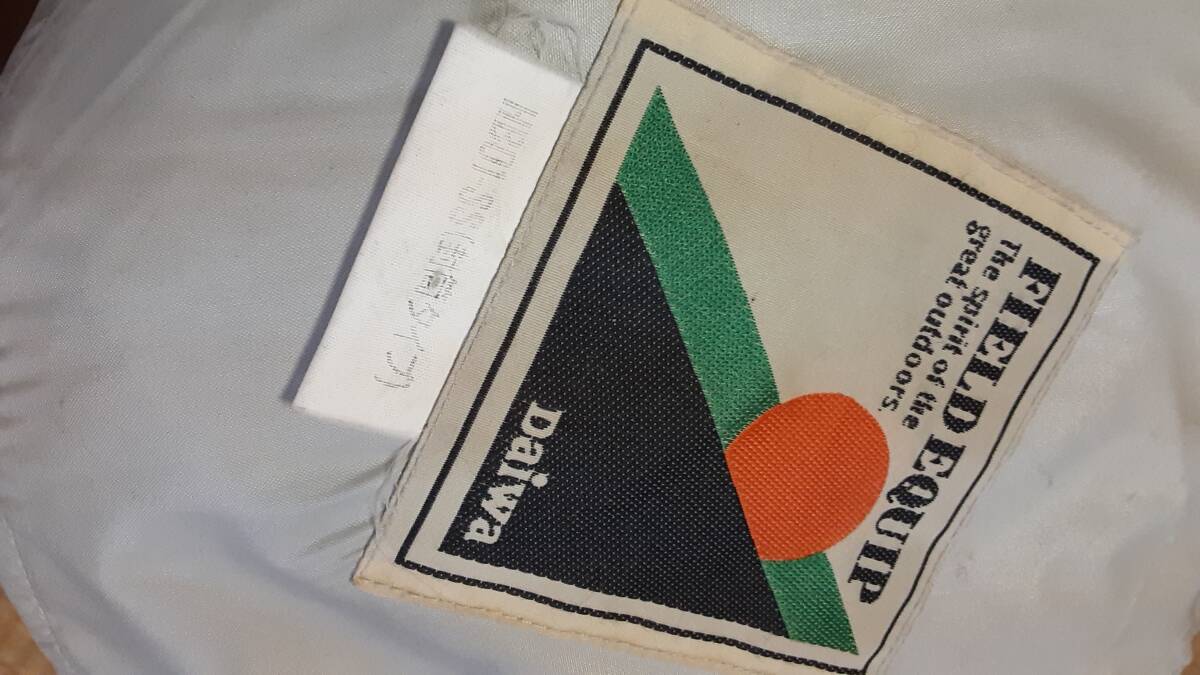 FIELD EQUIP
The spirit of the
great outdoors.
Daiwa